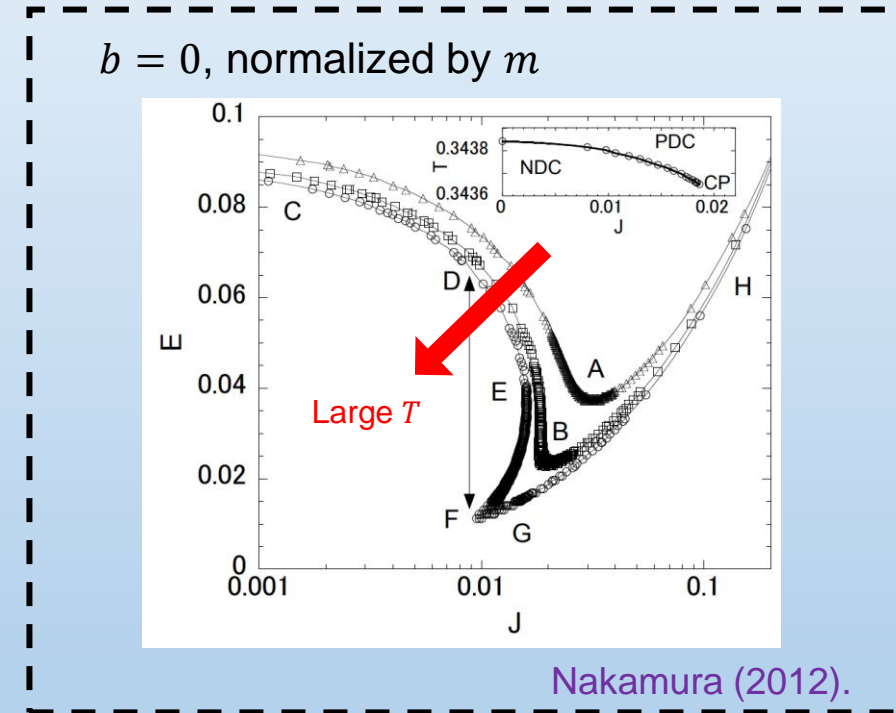 b = 0, normalized by m
0.1
0.08
0.06
0.04
0.02
0
E
0.001
0.01
0.1
J
C
D
E
F
G
A
B
H
0.3438
0.3436
T
NDC
PDC
CP
0
0.01
0.02
J
Large T
Nakamura (2012).